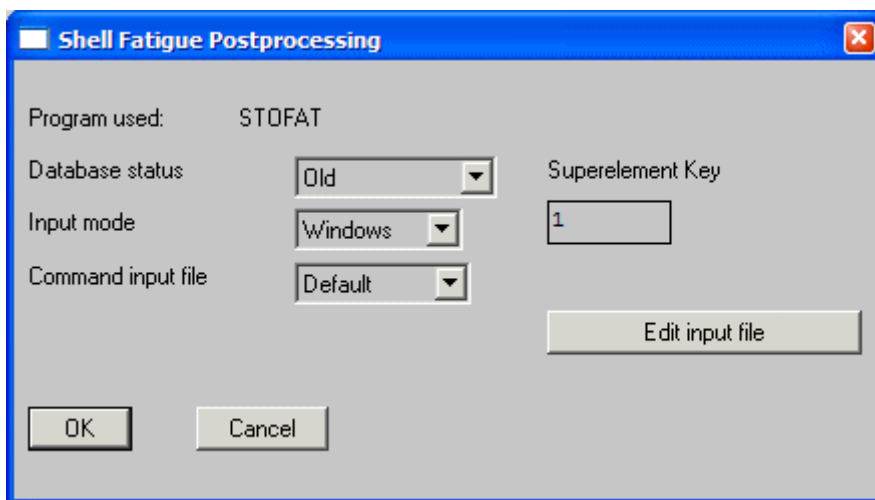 Shell Fatigue Postprocessing
Program used: STOFAT
Database status Old Superelement Key
Input mode Windows 1
Command input file Default
Edit input file
OK Cancel